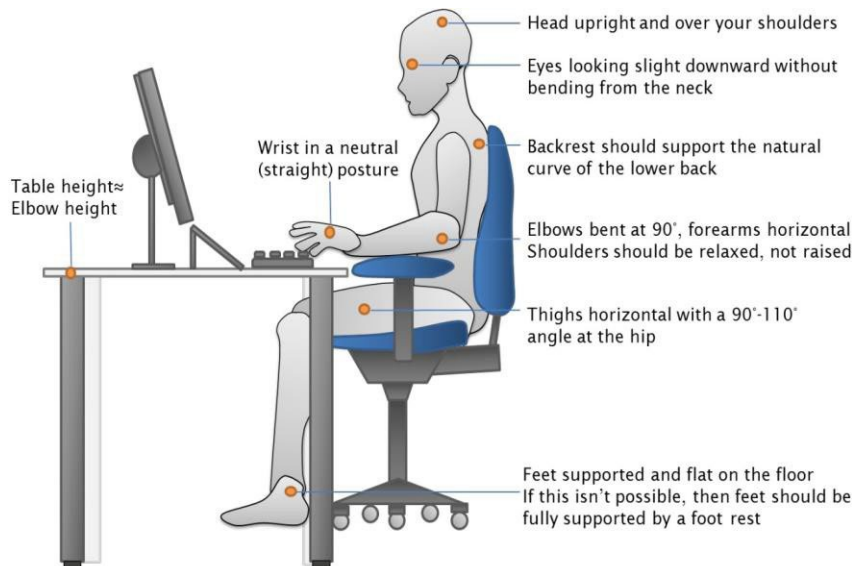 Head upright and over your shoulders
Eyes looking slight downward without
bending from the neck
Wrist in a neutral
(straight) posture
Backrest should support the natural
curve of the lower back
Table height≈
Elbow height
Elbows bent at 90˚, forearms horizontal
Shoulders should be relaxed, not raised
Thighs horizontal with a 90˚-110˚
angle at the hip
Feet supported and flat on the floor
If this isn't possible, then feet should be
fully supported by a foot rest